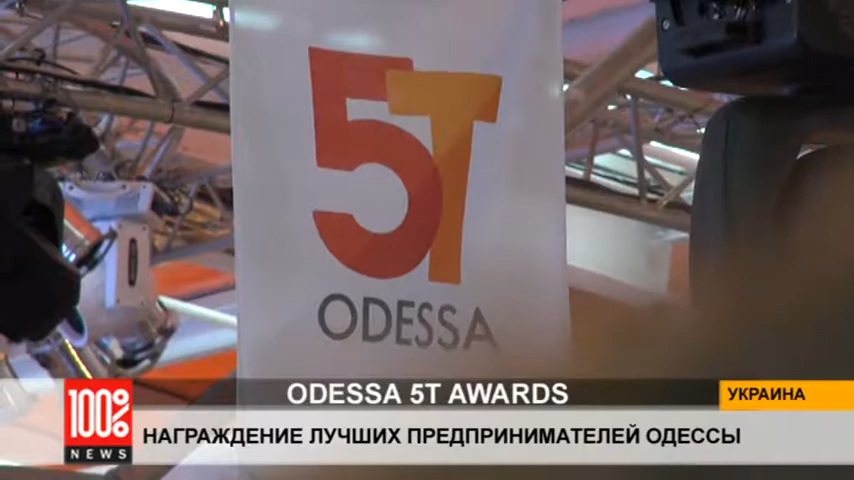 5T
ODESSA
ODESSA 5T AWARDS
УКРАИНА
100%
NEWS
НАГРАЖДЕНИЕ ЛУЧШИХ ПРЕДПРИНИМАТЕЛЕЙ ОДЕССЫ